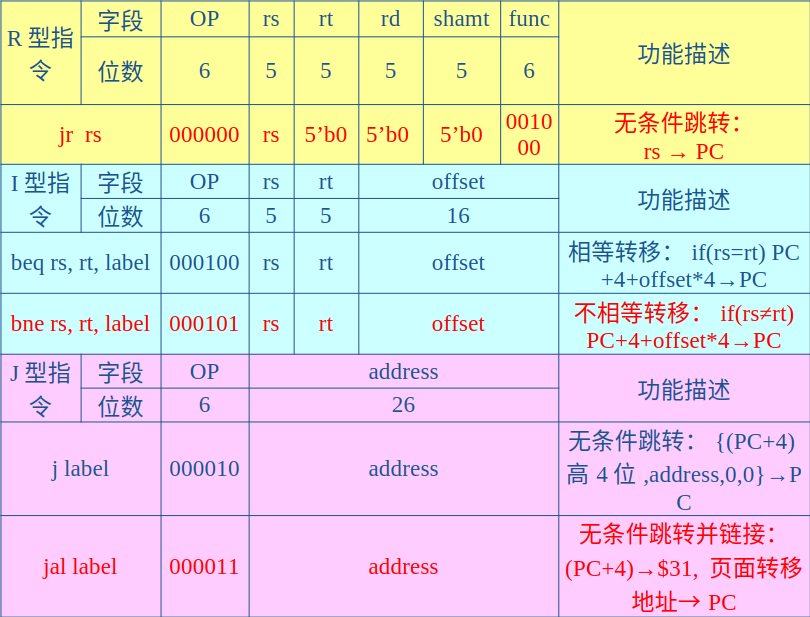 R 型指令 字段 OP rs rt rd shamt func 功能描述
位数 6 5 5 5 5 6
jr rs 000000 rs 5’b0 5’b0 5’b0 001000 无条件跳转：
rs → PC
I 型指令 字段 OP rs rt offset 功能描述
位数 6 5 5 16
beq rs, rt, label 000100 rs rt offset 相等转移： if(rs=rt) PC
+4+offset*4→PC
bne rs, rt, label 000101 rs rt offset 不相等转移： if(rs≠rt)
PC+4+offset*4→PC
J 型指令 字段 OP address 功能描述
位数 6 26
j label 000010 address 无条件跳转： {(PC+4)
高 4 位 ,address,0,0}→P
C
jal label 000011 address 无条件跳转并链接：
(PC+4)→$31, 页面转移
地址→ PC